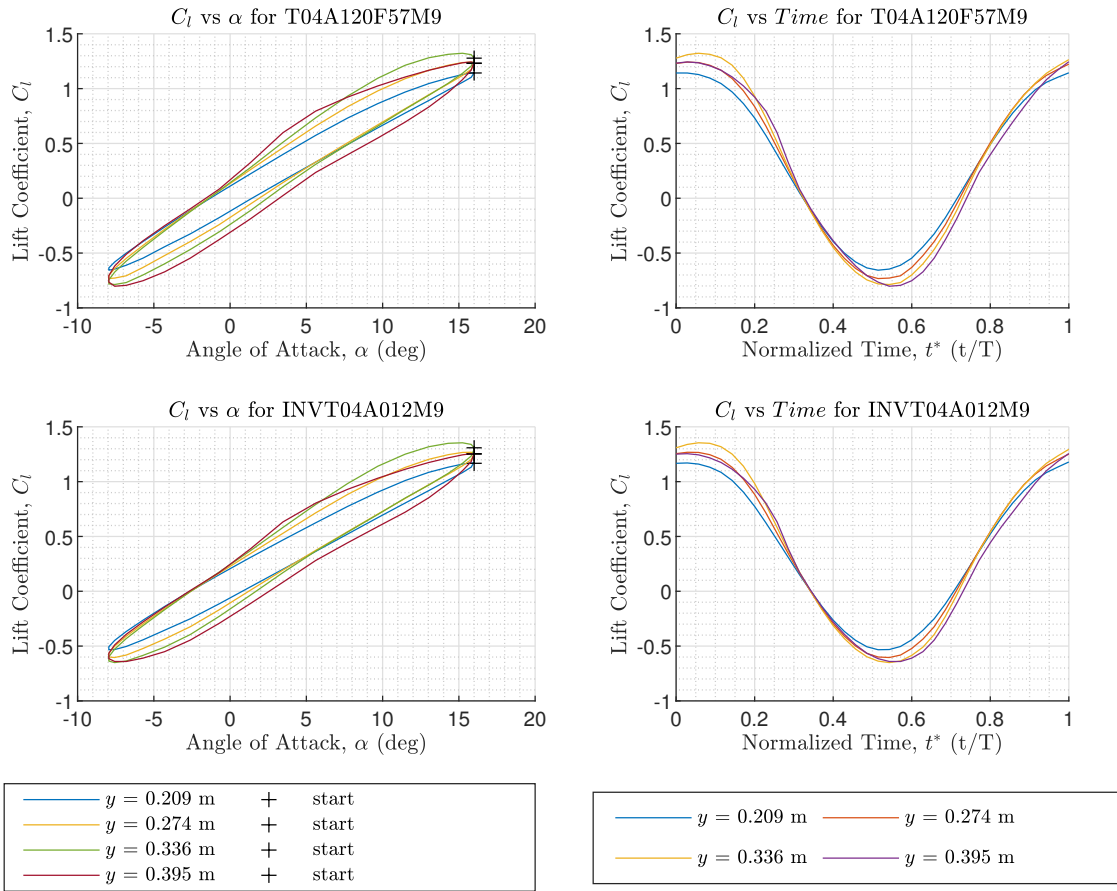 C_l vs α for T04A120F57M9
1.5
1
0.5
0
-0.5
-1
-10
-5
0
5
10
15
20
Lift Coefficient, C_l
Angle of Attack, α (deg)
C_l vs Time for T04A120F57M9
1.5
1
0.5
0
-0.5
-1
0
0.2
0.4
0.6
0.8
1
Lift Coefficient, C_l
Normalized Time, t* (t/T)
C_l vs α for INVT04A012M9
1.5
1
0.5
0
-0.5
-1
-10
-5
0
5
10
15
20
Lift Coefficient, C_l
Angle of Attack, α (deg)
C_l vs Time for INVT04A012M9
1.5
1
0.5
0
-0.5
-1
0
0.2
0.4
0.6
0.8
1
Lift Coefficient, C_l
Normalized Time, t* (t/T)
y = 0.209 m + start
y = 0.274 m + start
y = 0.336 m + start
y = 0.395 m + start
y = 0.209 m y = 0.274 m
y = 0.336 m y = 0.395 m